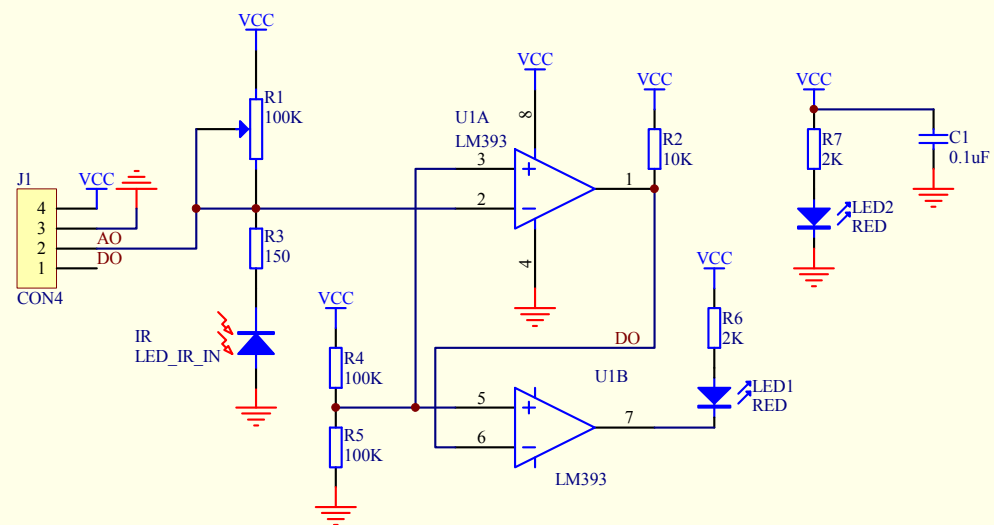 VCC
R1
100K
J1
VCC
4
3
2
1
AO
DO
CON4
R3
150
IR
LED_IR_IN
VCC
R4
100K
R5
100K
VCC
U1A
LM393
8
3
2
1
4
VCC
R2
10K
DO
U1B
5
6
7
LM393
VCC
R6
2K
LED1
RED
VCC
R7
2K
LED2
RED
C1
0.1uF